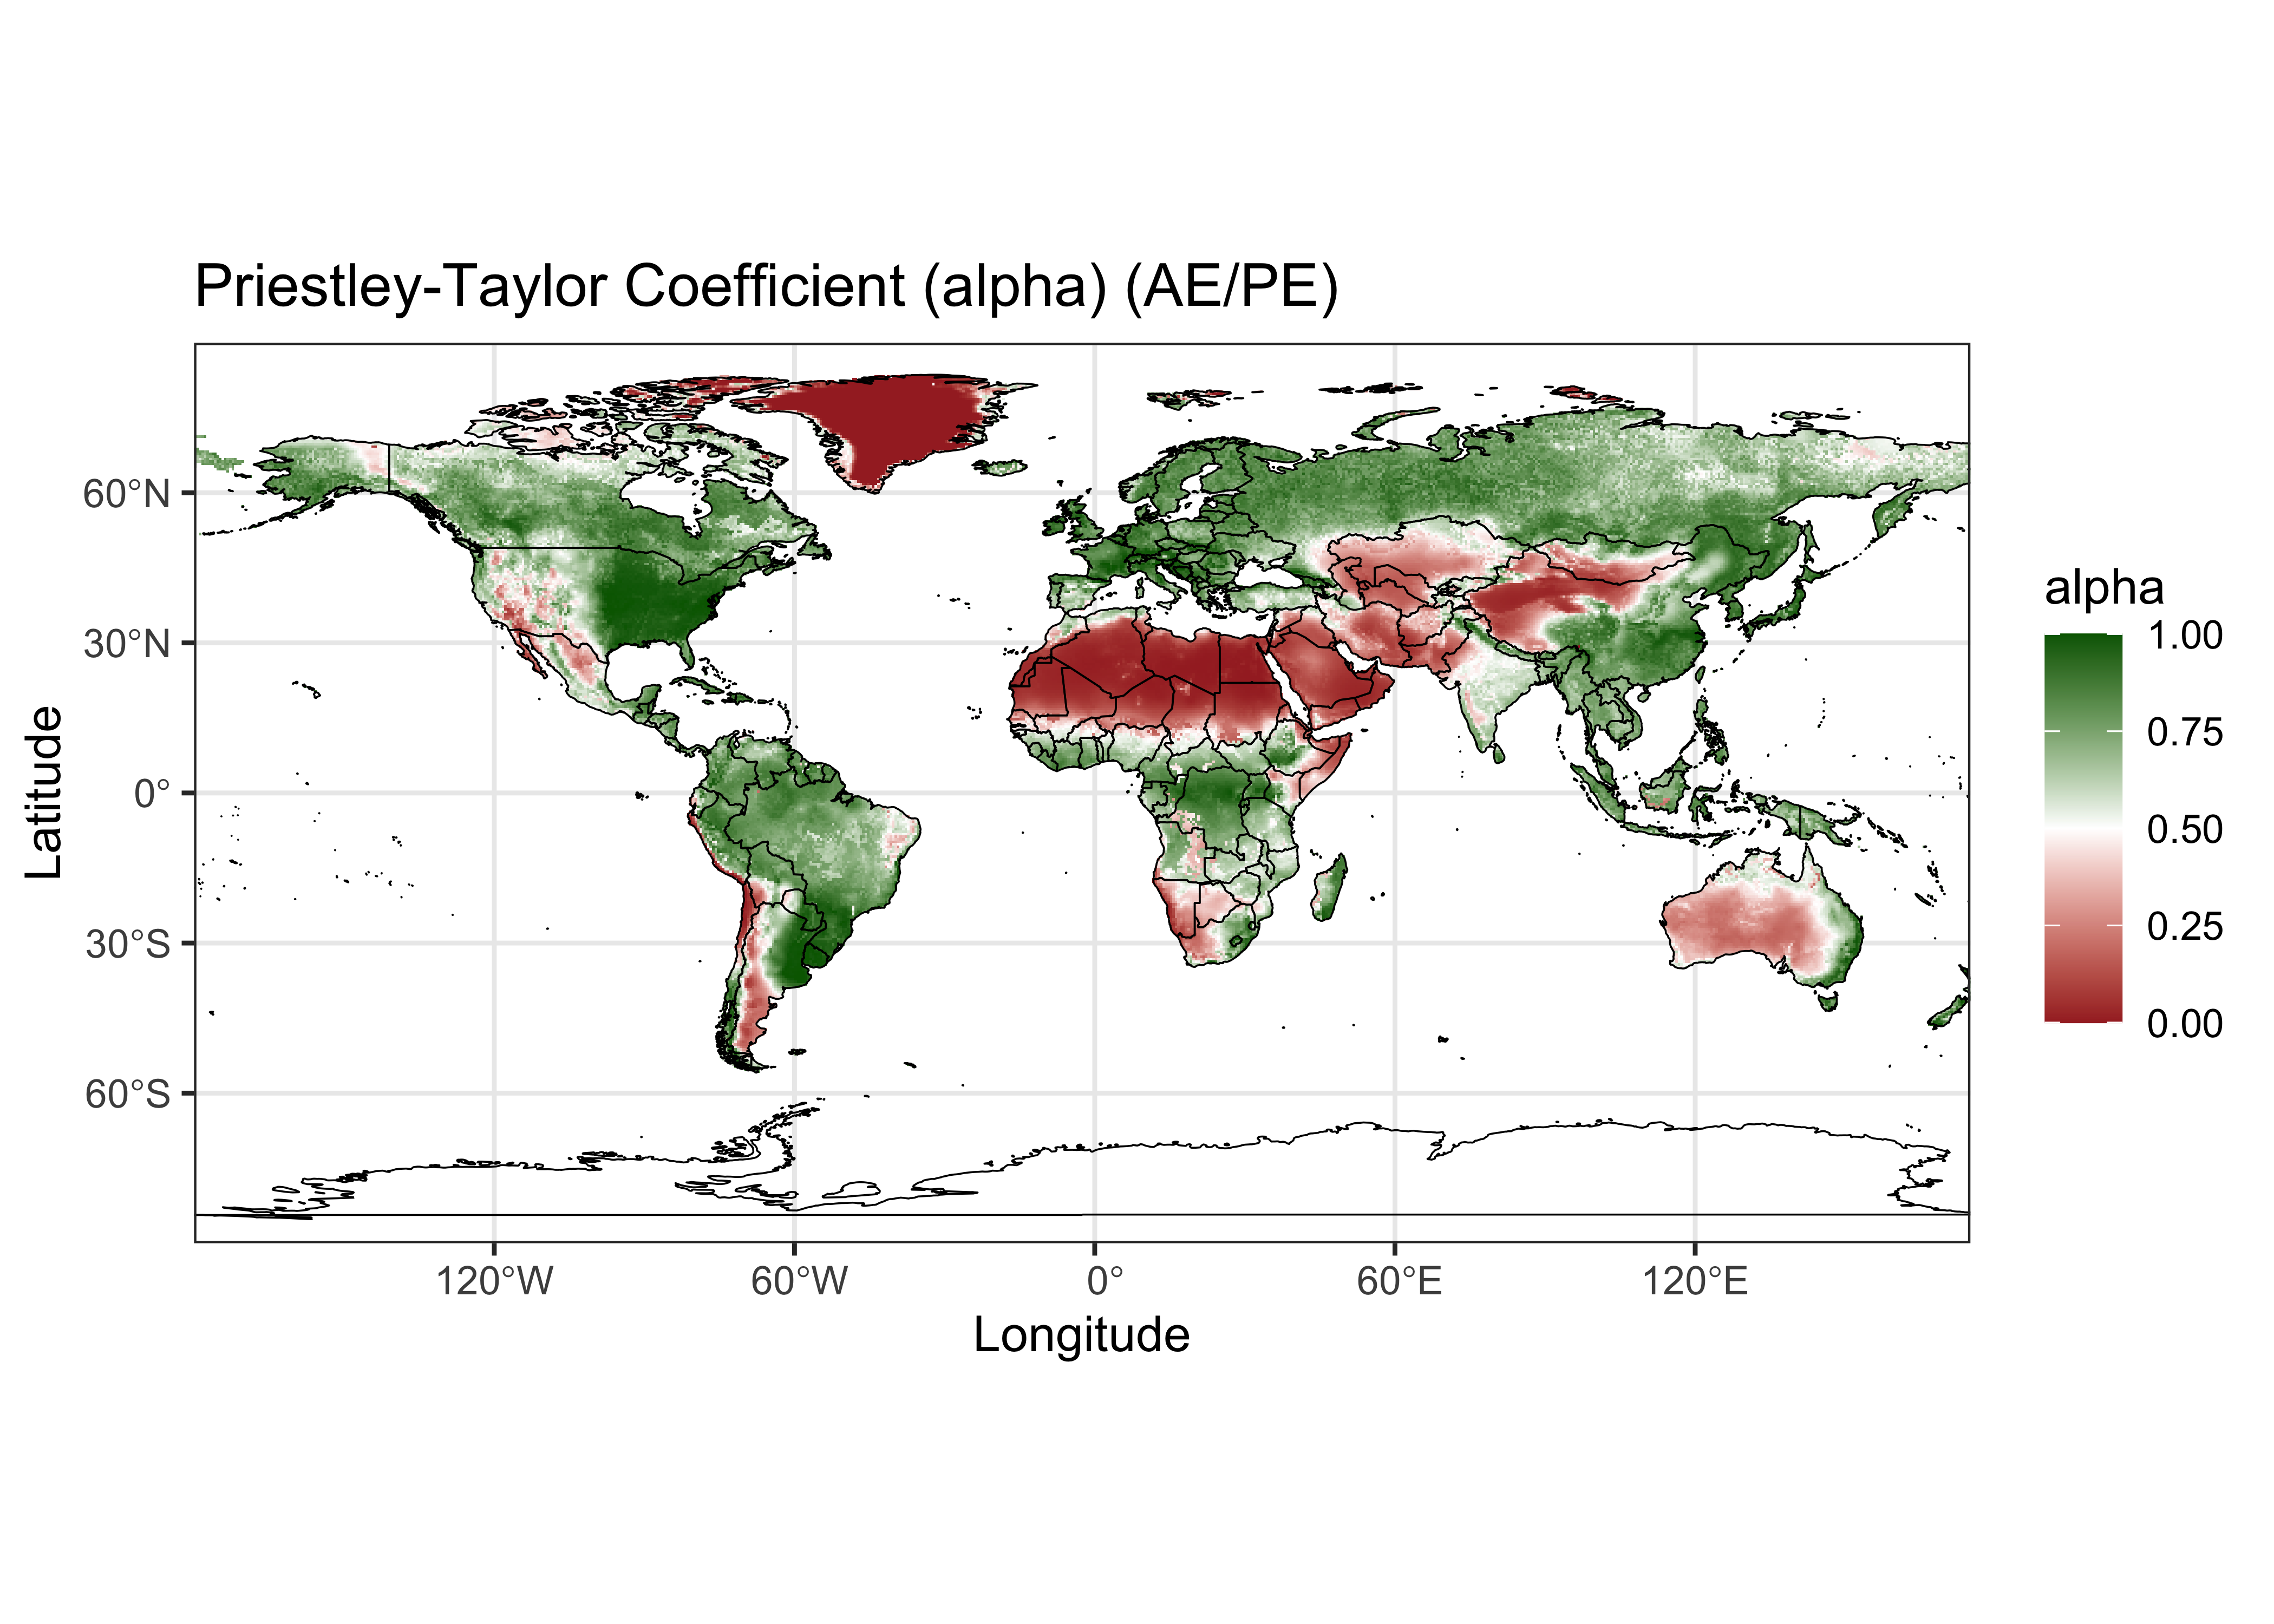 Priestley-Taylor Coefficient (alpha) (AE/PE)
60°N
30°N
0°
30°S
60°S
Latitude
120°W
60°W
0°
60°E
120°E
Longitude
alpha
1.00
0.75
0.50
0.25
0.00